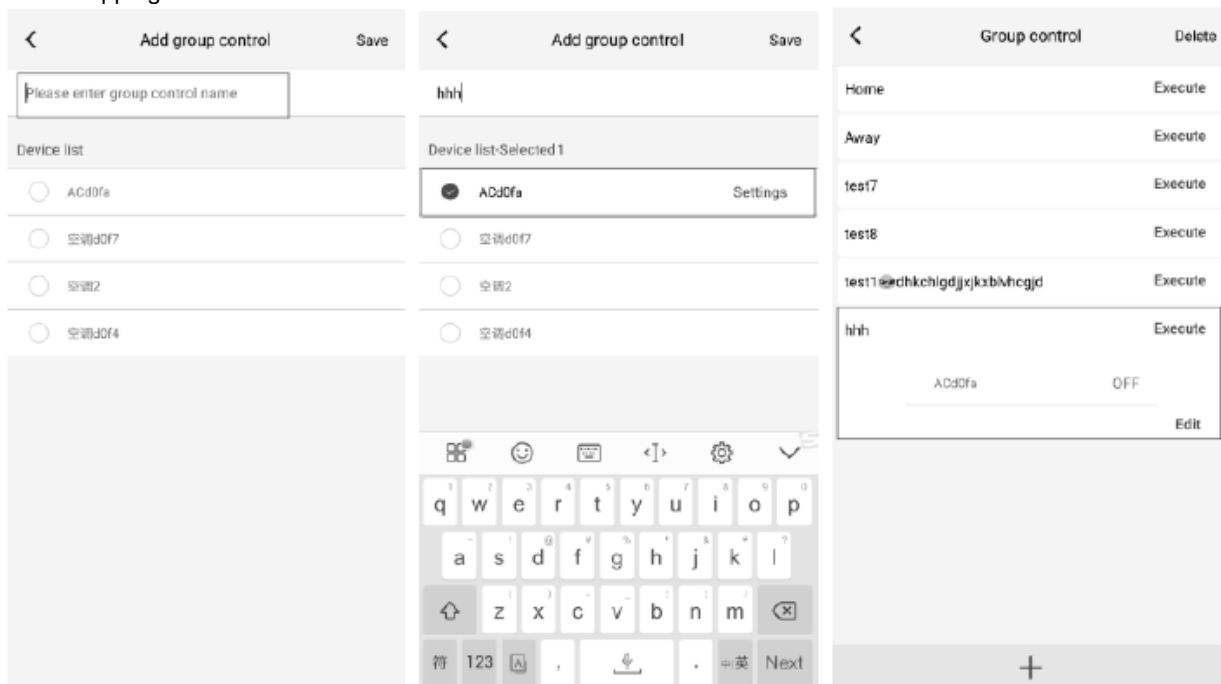 Add group control Save
Please enter group control name
Device list
ACd0fa
空调d0f7
空调2
空调d0f4
Add group control Save
hhh
Device list-Selected1
ACd0fa Settings
空调d0f7
空调2
空调d0f4
q w e r t y u i o p
a s d f g h j k l
z x c v b n m
符 123 , . 中英 Next
Group control Delete
Home Execute
Away Execute
test7 Execute
test8 Execute
Execute
hhh Execute
ACd0fa OFF
Edit